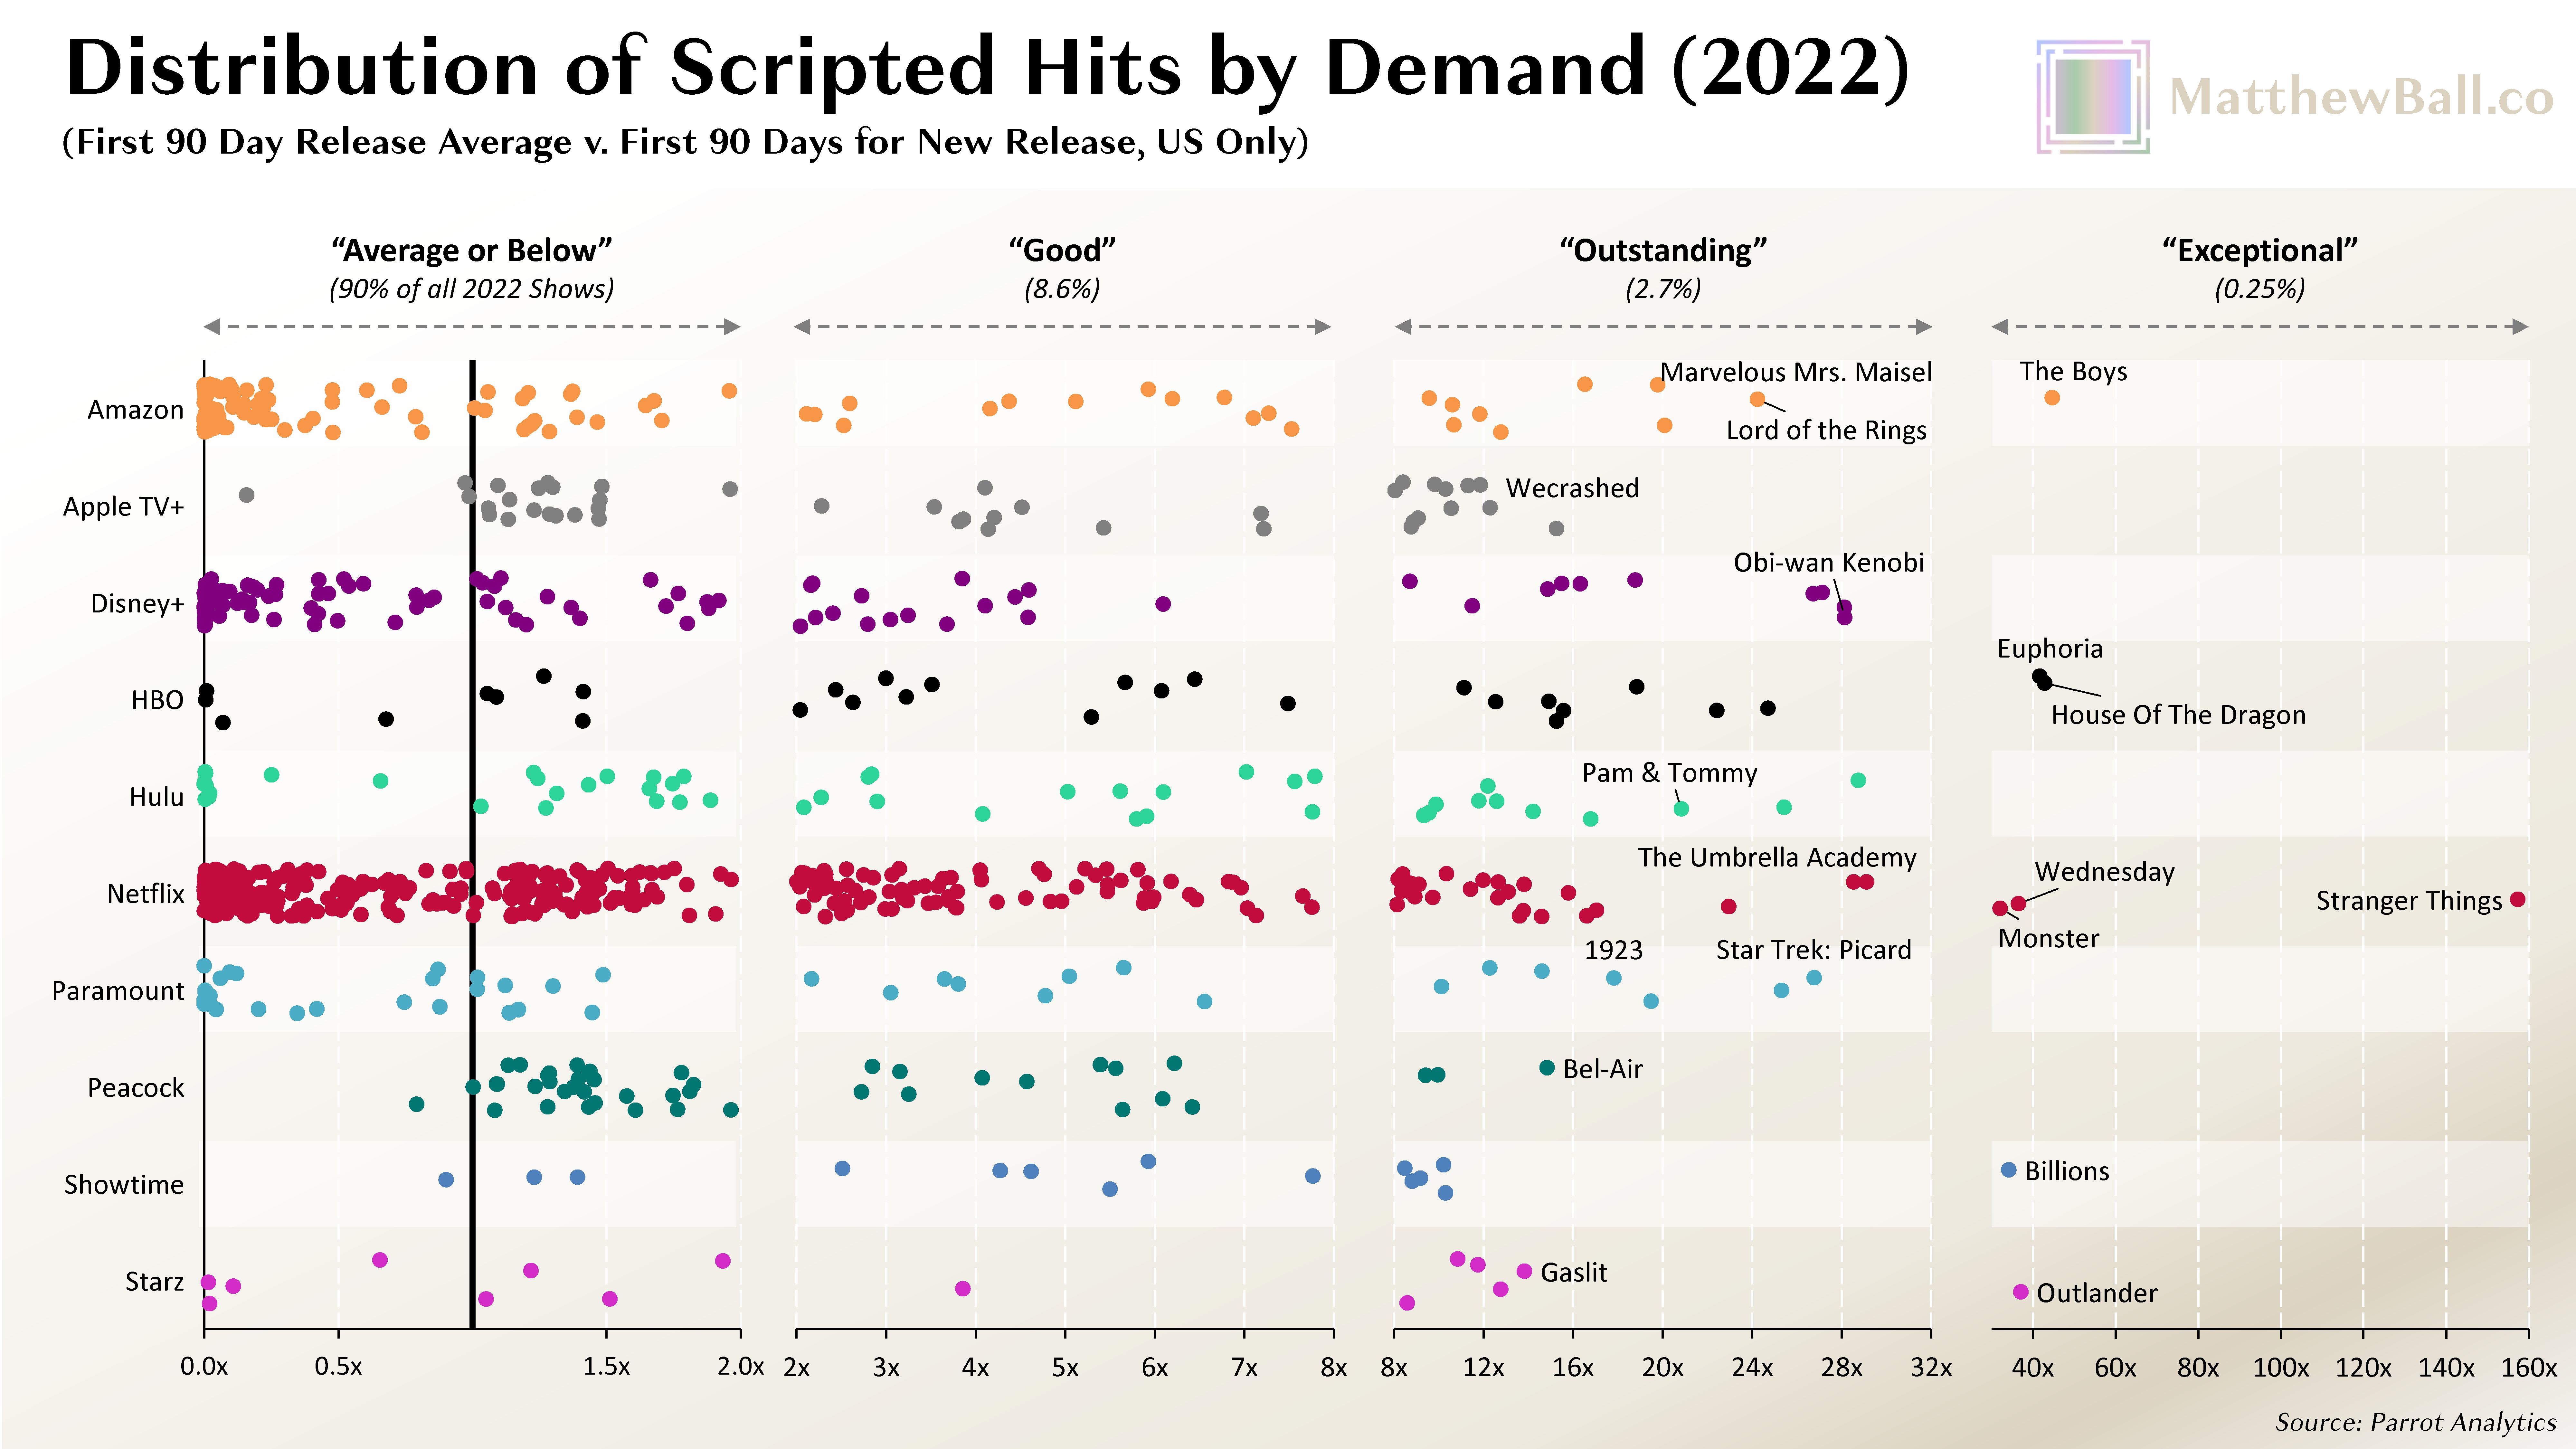 Distribution of Scripted Hits by Demand (2022)
MatthewBall.co
(First 90 Day Release Average v. First 90 Days for New Release, US Only)
“Average or Below”
(90% of all 2022 Shows)
“Good”
(8.6%)
“Outstanding”
(2.7%)
“Exceptional”
(0.25%)
Amazon
Marvelous Mrs. Maisel
Lord of the Rings
The Boys
Apple TV+
Wecrashed
Disney+
Obi-wan Kenobi
HBO
Euphoria
House Of The Dragon
Hulu
Pam & Tommy
Netflix
The Umbrella Academy
Wednesday
Stranger Things
Monster
Paramount
1923
Star Trek: Picard
Peacock
Bel-Air
Showtime
Billions
Starz
Gaslit
Outlander
0.0x 0.5x 1.5x 2.0x 2x 3x 4x 5x 6x 7x 8x 8x 12x 16x 20x 24x 28x 32x 40x 60x 80x 100x 120x 140x 160x
Source: Parrot Analytics